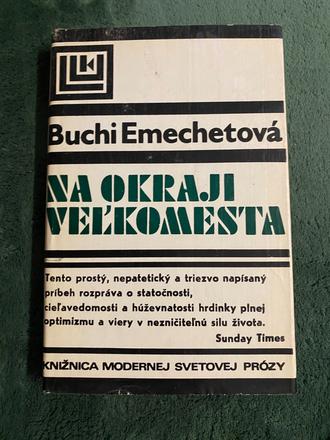 LK
Buchi Emechetová
NA OKRAJI
VEĽKOMESTA
Tento prostý, nepatetický a triezvo napísaný
príbeh rozpráva o statočnosti,
cieľavedomosti a húževnatosti hrdinky plnej
optimizmu a viery v nezničiteľnú silu života.
Sunday Times
KNIŽNICA MODERNEJ SVETOVEJ PRÓZY